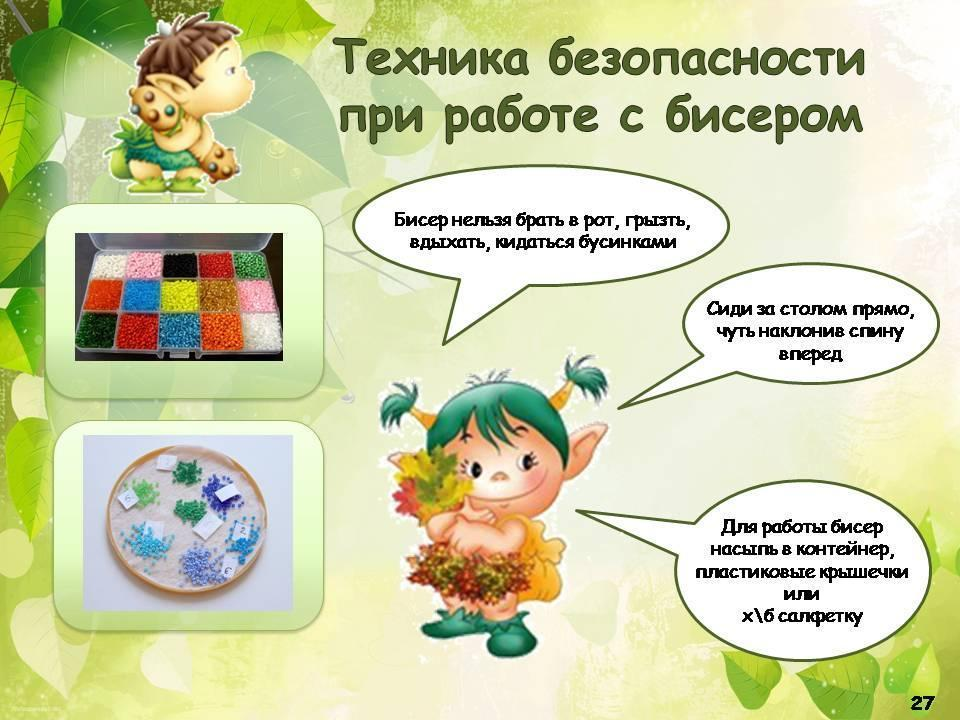 Техника безопасности
при работе с бисером
Бисер нельзя брать в рот, грызть,
вдыхать, кидаться бусинками
Сиди за столом прямо,
чуть наклонив спину
вперед
Для работы бисер
насыпь в контейнер,
пластиковые крышечки
или
х\б салфетку
27